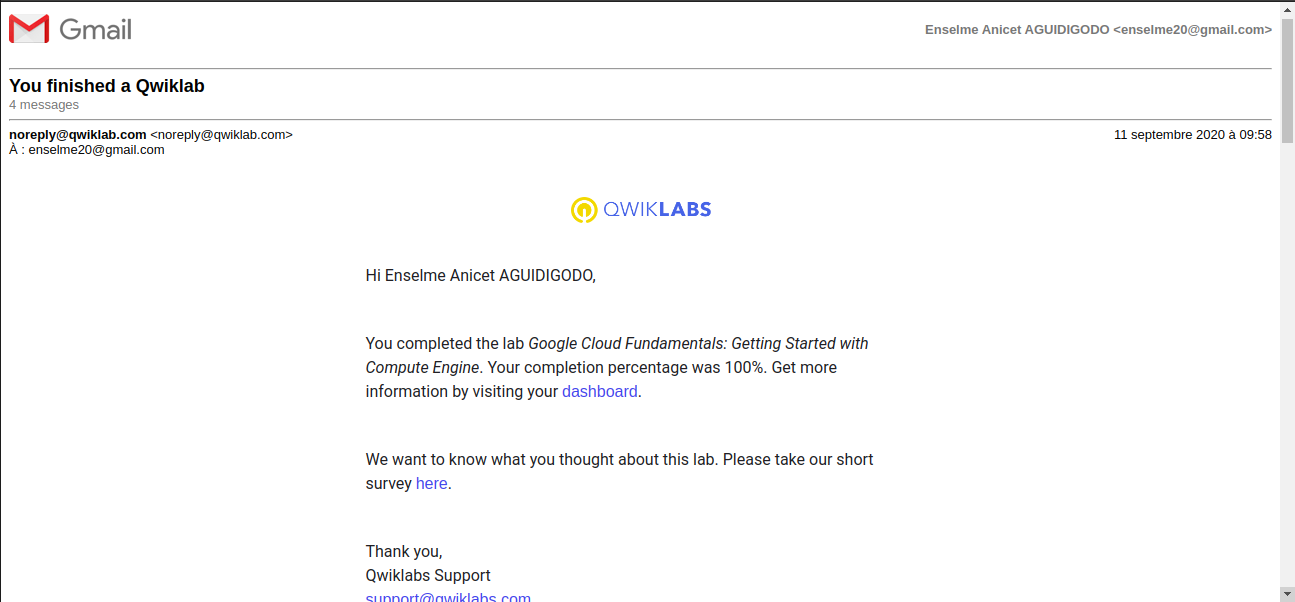 Gmail
Enselme Anicet AGUIDIGODO <enselme20@gmail.com>
You finished a Qwiklab
4 messages
noreply@qwiklab.com <noreply@qwiklab.com>
11 septembre 2020 à 09:58
À : enselme20@gmail.com
QWIKLABS
Hi Enselme Anicet AGUIDIGODO,
You completed the lab Google Cloud Fundamentals: Getting Started with
Compute Engine. Your completion percentage was 100%. Get more
information by visiting your dashboard.
We want to know what you thought about this lab. Please take our short
survey here.
Thank you,
Qwiklabs Support
support@qwiklabs.com